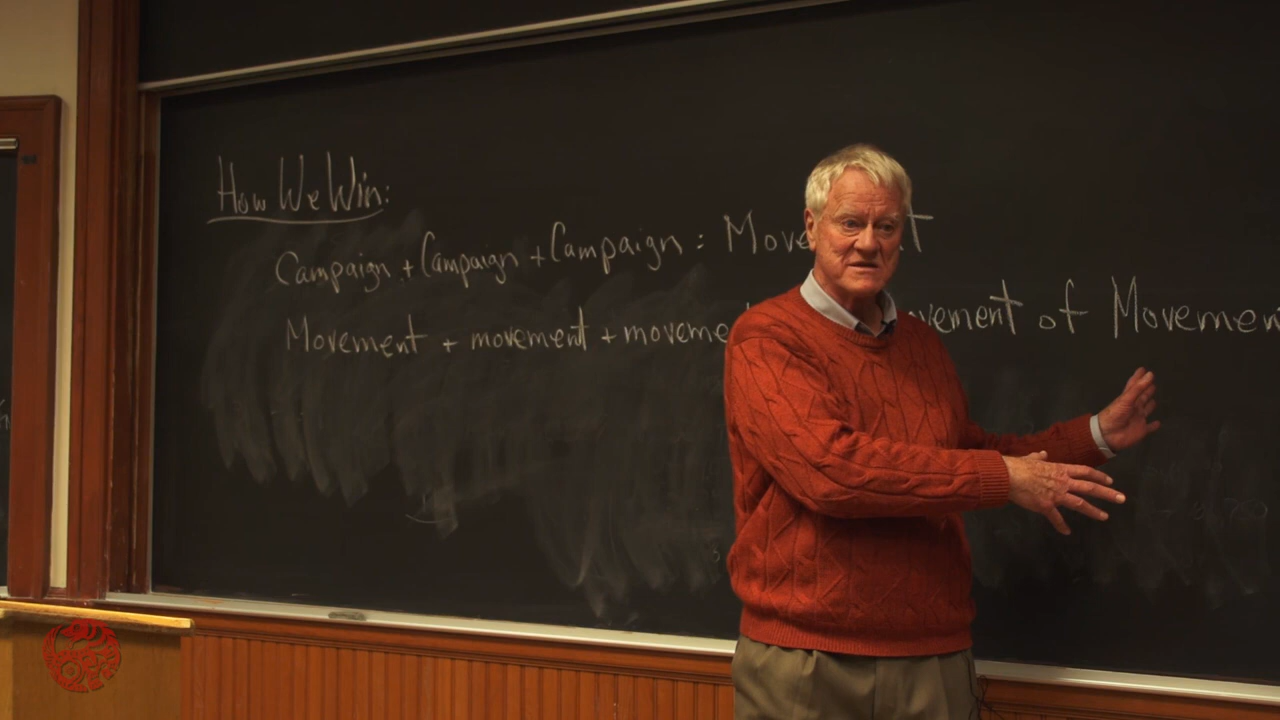 How We Win:
Campaign + Campaign + Campaign = Move t
Movement + movement + moveme vement of Movemen